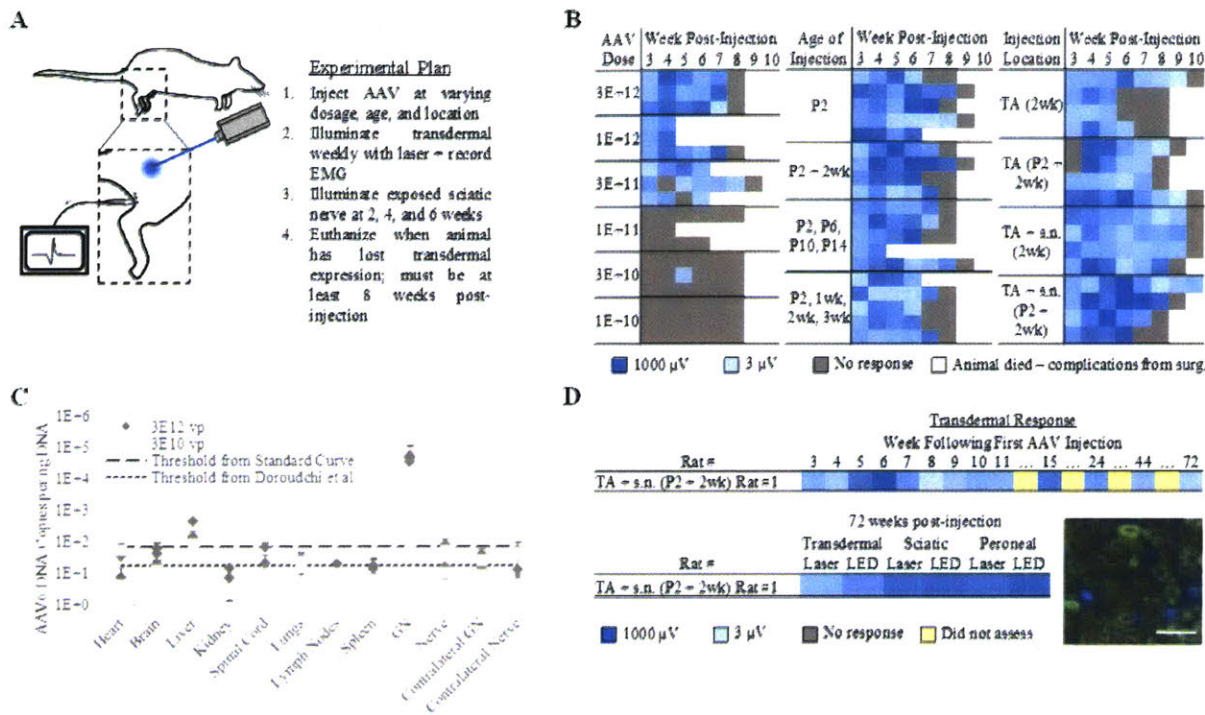 A
Experimental Plan
1. Inject AAV at varying
dosage, age, and location
2. Illuminate transdermal
weekly with laser – record
EMG
3. Illuminate exposed sciatic
nerve at 2, 4, and 6 weeks
4. Euthanize when animal
has lost transdermal
expression; must be at
least 8 weeks post-
injection
B
AAV Dose
Week Post-Injection
3 4 5 6 7 8 9 10
3E-12
1E-12
3E-11
1E-11
3E-10
1E-10
Age of Injection
Week Post-Injection
3 4 5 6 7 8 9 10
P2
P2 – 2wk
P2, P6,
P10, P14
P2, 1wk,
2wk, 3wk
Injection Location
Week Post-Injection
3 4 5 6 7 8 9 10
TA (2wk)
TA (P2 –
2wk)
TA – s.n.
(2wk)
TA – s.n.
(P2 –
2wk)
1000 µV
3 µV
No response
Animal died – complications from surg.
C
1E-6
1E-5
1E-4
1E-3
1E-2
1E-1
1E-0
3E12 vp
3E10 vp
Threshold from Standard Curve
Threshold from Doroudchi et al
Heart
Brain
Liver
Kidney
Spinal Cord
Lungs
Lymph Nodes
Spleen
GN
Nerve
Contralateral GN
Contralateral Nerve
D
Transdermal Response
Week Following First AAV Injection
Rat # 3 4 5 6 7 8 9 10 11 ... 15 ... 24 ... 44 ... 72
TA – s.n. (P2 – 2wk) Rat #1
72 weeks post-injection
Transdermal Sciatic Peroneal
Rat # Laser LED Laser LED Laser LED
TA – s.n. (P2 – 2wk) Rat #1
1000 µV
3 µV
No response
Did not assess